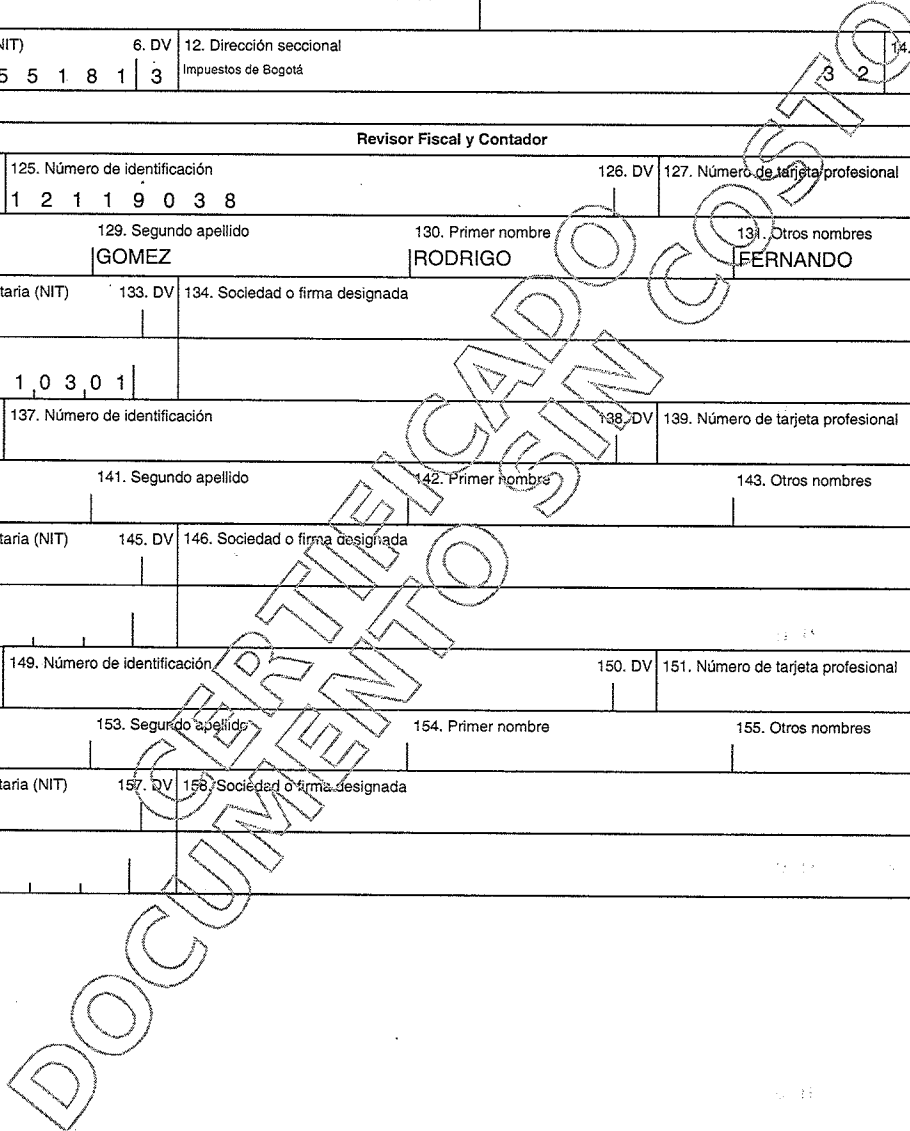 NIT) 6. DV 12. Dirección seccional 14.
5 5 1 8 1 3 Impuestos de Bogotá 3 2
Revisor Fiscal y Contador
125. Número de identificación 126. DV 127. Número de tarjeta profesional
1 2 1 1 9 0 3 8
129. Segundo apellido 130. Primer nombre 131. Otros nombres
GOMEZ RODRIGO FERNANDO
taria (NIT) 133. DV 134. Sociedad o firma designada
1 0 3 0 1
137. Número de identificación 138. DV 139. Número de tarjeta profesional
141. Segundo apellido 142. Primer nombre 143. Otros nombres
taria (NIT) 145. DV 146. Sociedad o firma designada
149. Número de identificación 150. DV 151. Número de tarjeta profesional
153. Segundo apellido 154. Primer nombre 155. Otros nombres
taria (NIT) 157. DV 158. Sociedad o firma designada
CERTIFICADO
DOCUMENTO SIN COSTO